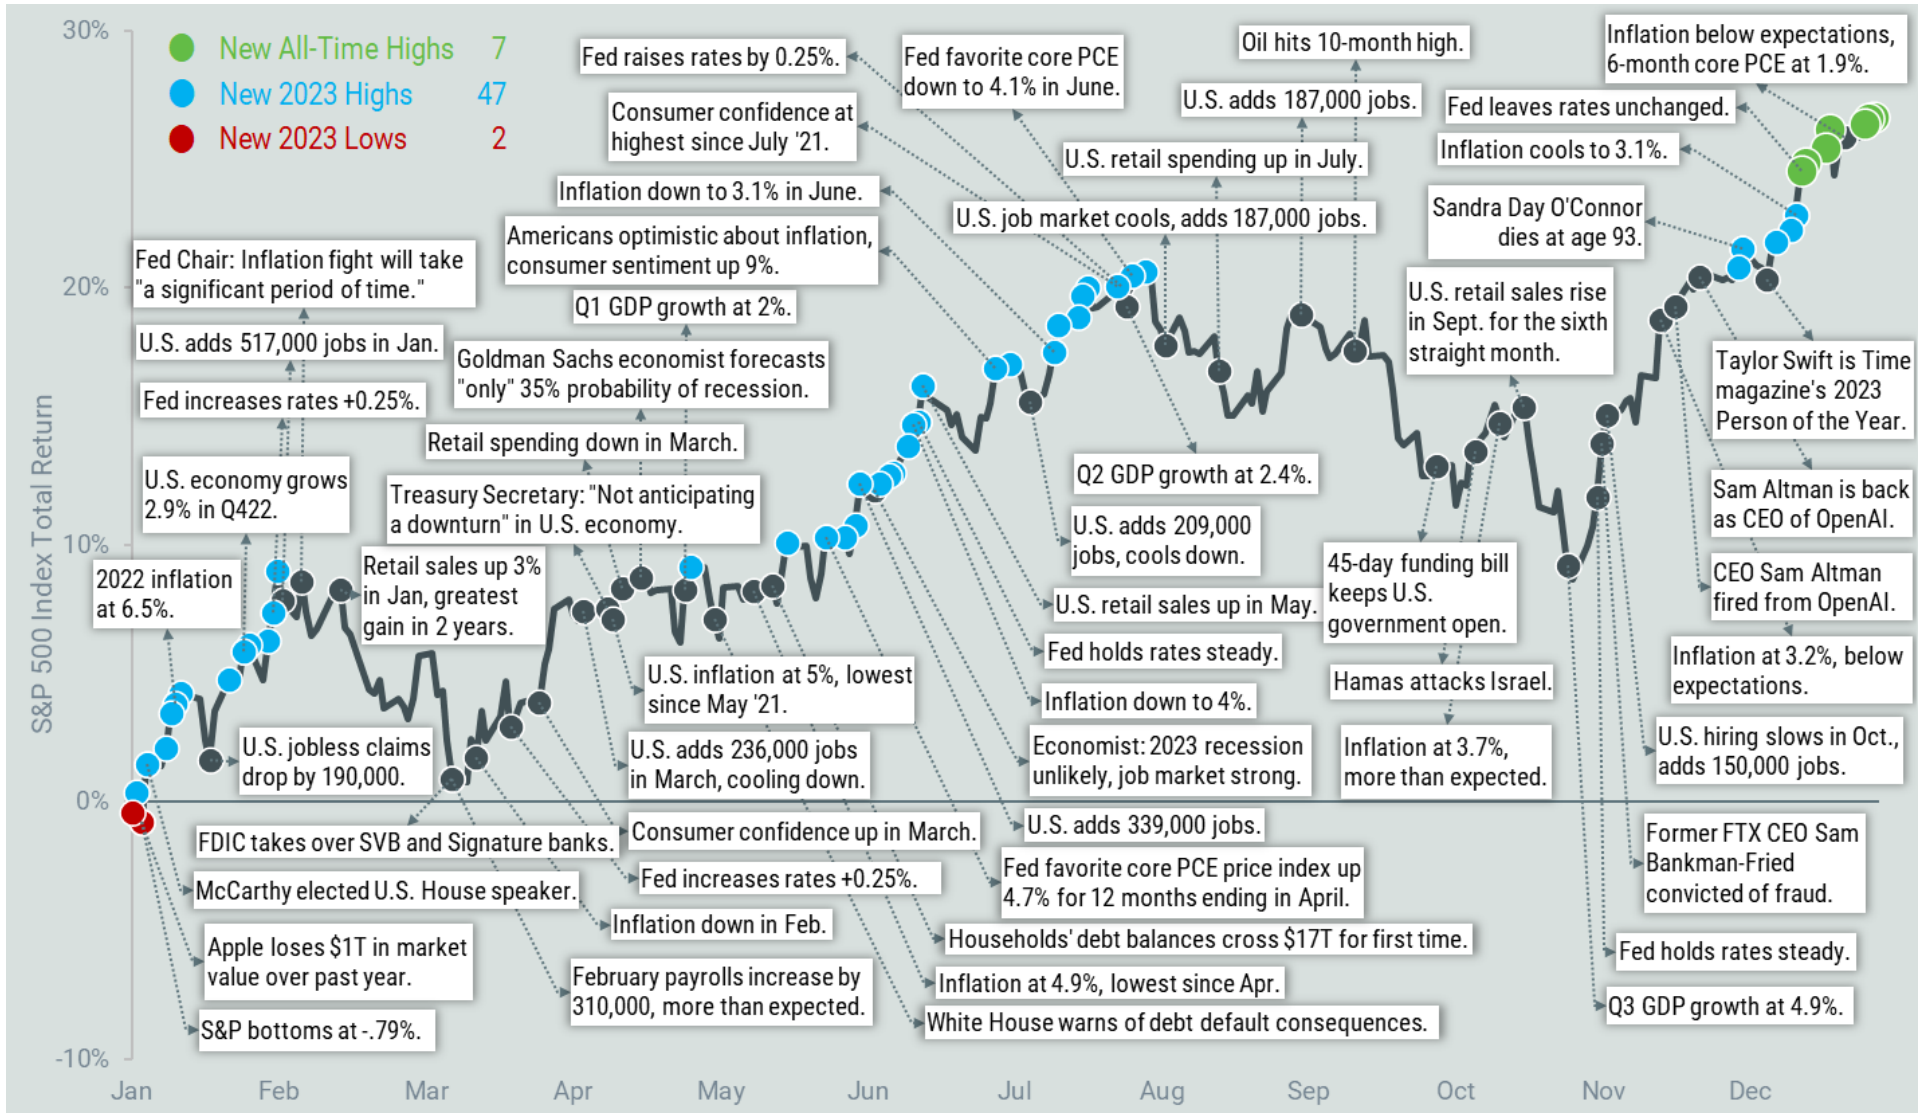 30%
20%
10%
0%
-10%
S&P 500 Index Total Return
New All-Time Highs 7
New 2023 Highs 47
New 2023 Lows 2
Fed Chair: Inflation fight will take
"a significant period of time."
U.S. adds 517,000 jobs in Jan.
Fed increases rates +0.25%.
U.S. economy grows
2.9% in Q422.
2022 inflation
at 6.5%.
Retail sales up 3%
in Jan, greatest
gain in 2 years.
U.S. jobless claims
drop by 190,000.
FDIC takes over SVB and Signature banks.
McCarthy elected U.S. House speaker.
Apple loses $1T in market
value over past year.
S&P bottoms at -.79%.
Fed raises rates by 0.25%.
Consumer confidence at
highest since July '21.
Inflation down to 3.1% in June.
Americans optimistic about inflation,
consumer sentiment up 9%.
Q1 GDP growth at 2%.
Goldman Sachs economist forecasts
"only" 35% probability of recession.
Retail spending down in March.
Treasury Secretary: "Not anticipating
a downturn" in U.S. economy.
U.S. inflation at 5%, lowest
since May '21.
U.S. adds 236,000 jobs
in March, cooling down.
Consumer confidence up in March.
Fed increases rates +0.25%.
Inflation down in Feb.
February payrolls increase by
310,000, more than expected.
Fed favorite core PCE
down to 4.1% in June.
Oil hits 10-month high.
U.S. adds 187,000 jobs.
U.S. retail spending up in July.
U.S. job market cools, adds 187,000 jobs.
Q2 GDP growth at 2.4%.
U.S. adds 209,000
jobs, cools down.
U.S. retail sales up in May.
Fed holds rates steady.
Inflation down to 4%.
Economist: 2023 recession
unlikely, job market strong.
U.S. adds 339,000 jobs.
Fed favorite core PCE price index up
4.7% for 12 months ending in April.
Households' debt balances cross $17T for first time.
Inflation at 4.9%, lowest since Apr.
White House warns of debt default consequences.
Inflation below expectations,
6-month core PCE at 1.9%.
Fed leaves rates unchanged.
Inflation cools to 3.1%.
Sandra Day O'Connor
dies at age 93.
U.S. retail sales rise
in Sept. for the sixth
straight month.
Taylor Swift is Time
magazine's 2023
Person of the Year.
Sam Altman is back
as CEO of OpenAI.
CEO Sam Altman
fired from OpenAI.
45-day funding bill
keeps U.S.
government open.
Hamas attacks Israel.
Inflation at 3.7%,
more than expected.
Inflation at 3.2%, below
expectations.
U.S. hiring slows in Oct.,
adds 150,000 jobs.
Former FTX CEO Sam
Bankman-Fried
convicted of fraud.
Fed holds rates steady.
Q3 GDP growth at 4.9%.
Jan Feb Mar Apr May Jun Jul Aug Sep Oct Nov Dec